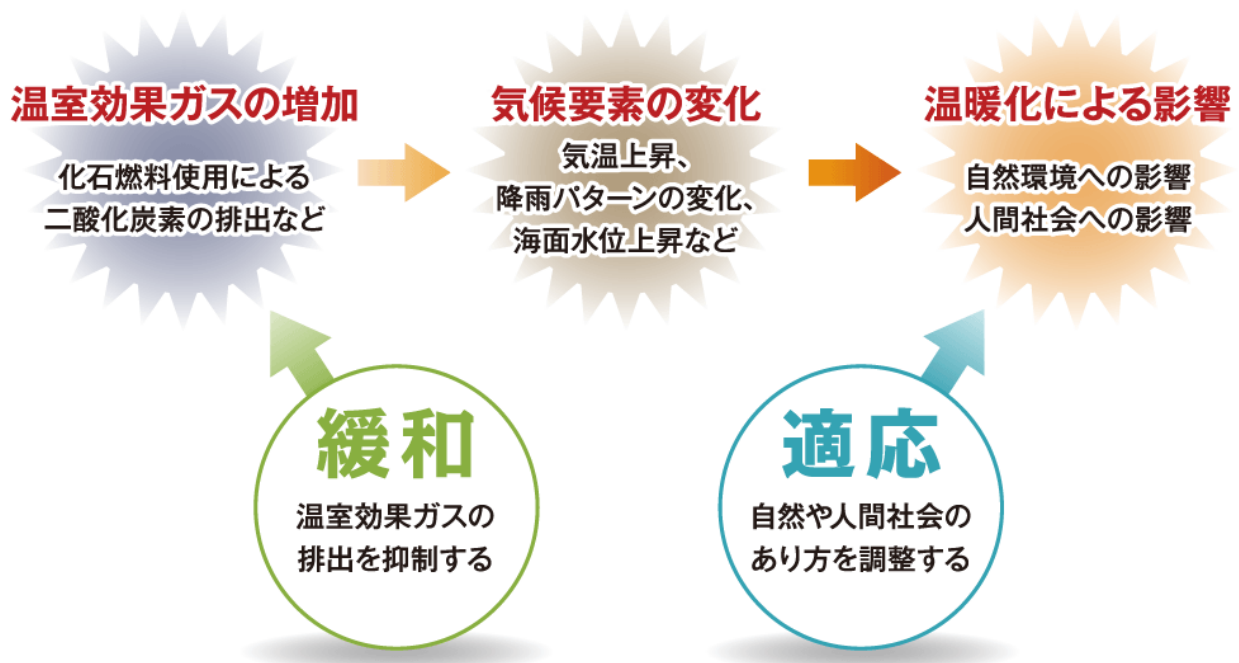 温室効果ガスの増加
化石燃料使用による
二酸化炭素の排出など
気候要素の変化
気温上昇、
降雨パターンの変化、
海面水位上昇など
温暖化による影響
自然環境への影響
人間社会への影響
緩和
温室効果ガスの
排出を抑制する
適応
自然や人間社会の
あり方を調整する